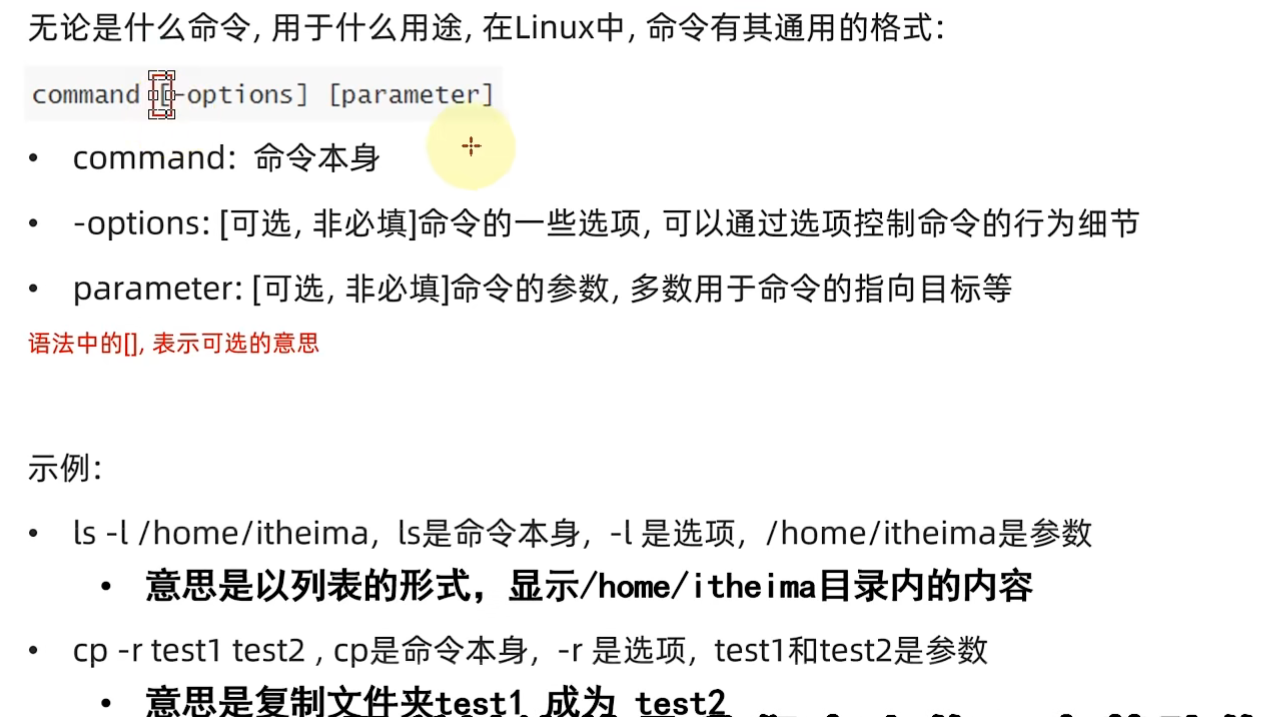 无论是什么命令, 用于什么用途, 在Linux中, 命令有其通用的格式:
command [-options] [parameter]
• command: 命令本身
• -options: [可选, 非必填]命令的一些选项, 可以通过选项控制命令的行为细节
• parameter: [可选, 非必填]命令的参数, 多数用于命令的指向目标等
语法中的[], 表示可选的意思
示例:
• ls -l /home/itheima, ls是命令本身, -l 是选项, /home/itheima是参数
• 意思是以列表的形式, 显示/home/itheima目录内的内容
• cp -r test1 test2 , cp是命令本身, -r 是选项, test1和test2是参数
• 意思是复制文件夹test1 成为 test2